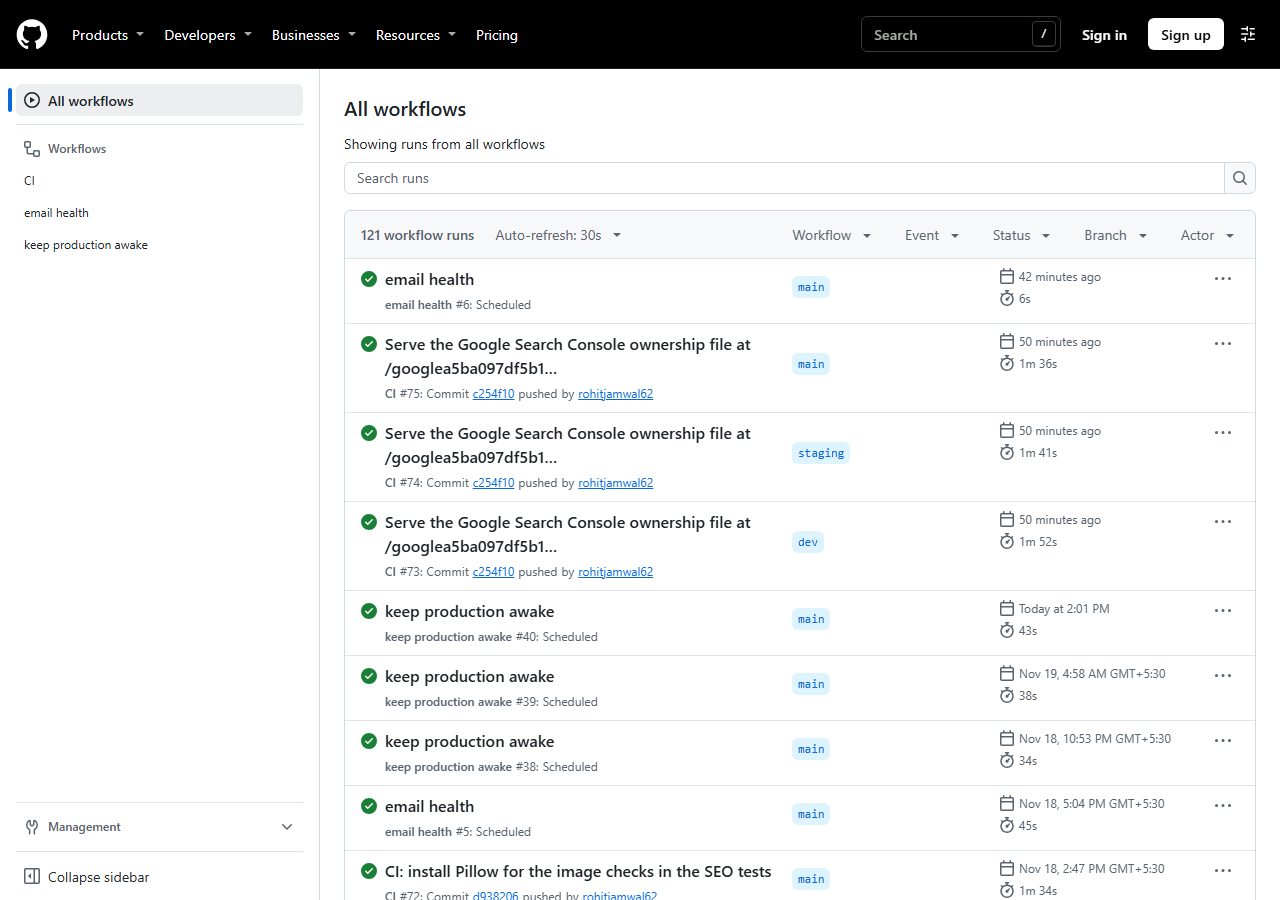 Products
Developers
Businesses
Resources
Pricing
Search /
Sign in
Sign up
All workflows
Workflows
CI
email health
keep production awake
Management
Collapse sidebar
All workflows
Showing runs from all workflows
Search runs
121 workflow runs Auto-refresh: 30s Workflow Event Status Branch Actor
email health
email health #6: Scheduled
main
42 minutes ago
6s
Serve the Google Search Console ownership file at
/googlea5ba097df5b1...
CI #75: Commit c254f10 pushed by rohitjamwal62
main
50 minutes ago
1m 36s
Serve the Google Search Console ownership file at
/googlea5ba097df5b1...
CI #74: Commit c254f10 pushed by rohitjamwal62
staging
50 minutes ago
1m 41s
Serve the Google Search Console ownership file at
/googlea5ba097df5b1...
CI #73: Commit c254f10 pushed by rohitjamwal62
dev
50 minutes ago
1m 52s
keep production awake
keep production awake #40: Scheduled
main
Today at 2:01 PM
43s
keep production awake
keep production awake #39: Scheduled
main
Nov 19, 4:58 AM GMT+5:30
38s
keep production awake
keep production awake #38: Scheduled
main
Nov 18, 10:53 PM GMT+5:30
34s
email health
email health #5: Scheduled
main
Nov 18, 5:04 PM GMT+5:30
45s
CI: install Pillow for the image checks in the SEO tests
CI #72: Commit d938206 pushed by rohitjamwal62
main
Nov 18, 2:47 PM GMT+5:30
1m 34s